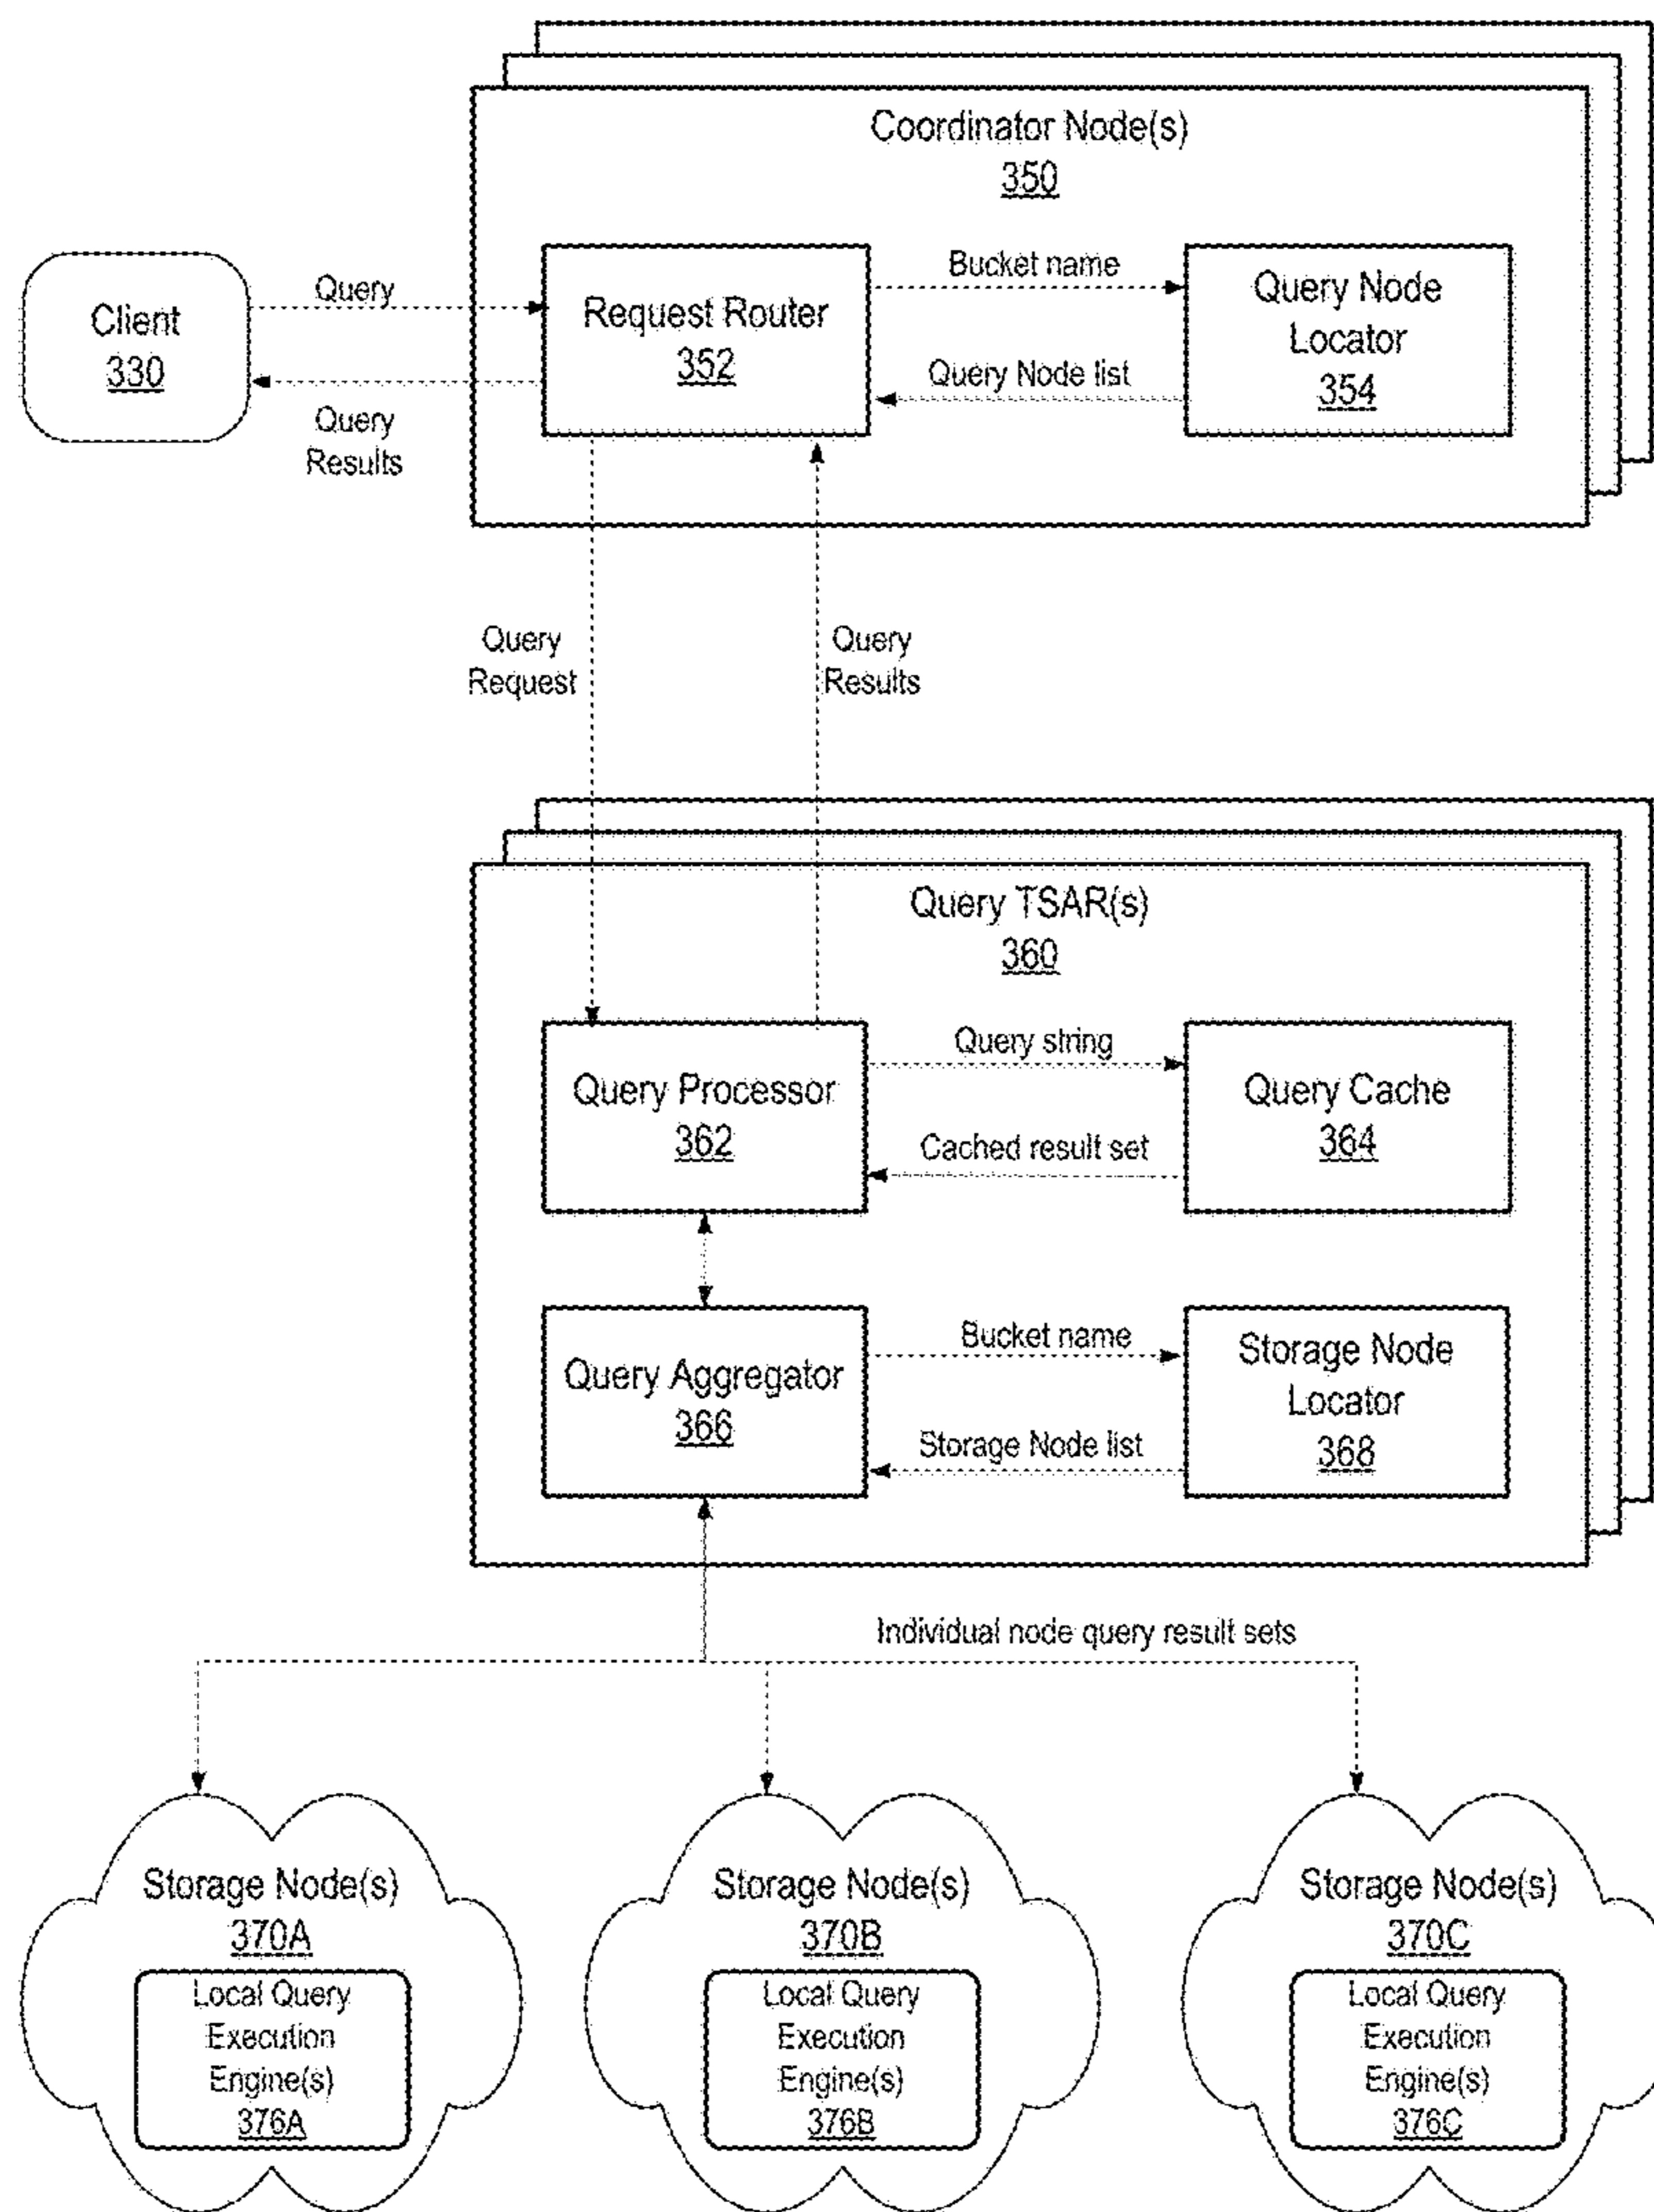 Coordinator Node(s)
350
Client
330
Query
Query
Results
Request Router
352
Bucket name
Query Node list
Query Node
Locator
354
Query
Request
Query
Results
Query TSAR(s)
360
Query Processor
362
Query string
Cached result set
Query Cache
364
Query Aggregator
366
Bucket name
Storage Node list
Storage Node
Locator
368
Individual node query result sets
Storage Node(s)
370A
Local Query
Execution
Engine(s)
376A
Storage Node(s)
370B
Local Query
Execution
Engine(s)
376B
Storage Node(s)
370C
Local Query
Execution
Engine(s)
376C